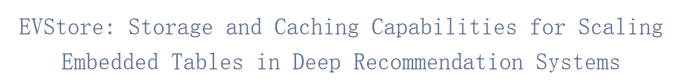 EVStore: Storage and Caching Capabilities for Scaling
Embedded Tables in Deep Recommendation Systems